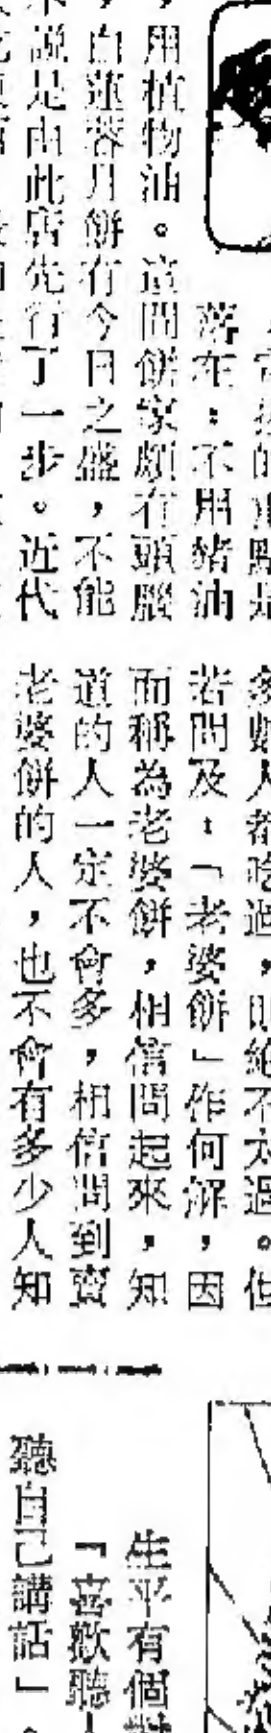 落在：不用豬油
，用植物油。這間餅家頗有頭腦
，白蓮蓉月餅有今日之盛，不能
不說是由此店先行了一步。近代
多數人都吃過，則絕不太過。但
若問及：「老婆餅」作何解，因
而稱為老婆餅，相信問起來，知
道的人一定不會多，相信問到賣
老婆餅的人，也不會有多少人知
生平有個
「喜歡聽
聽自己講話」。